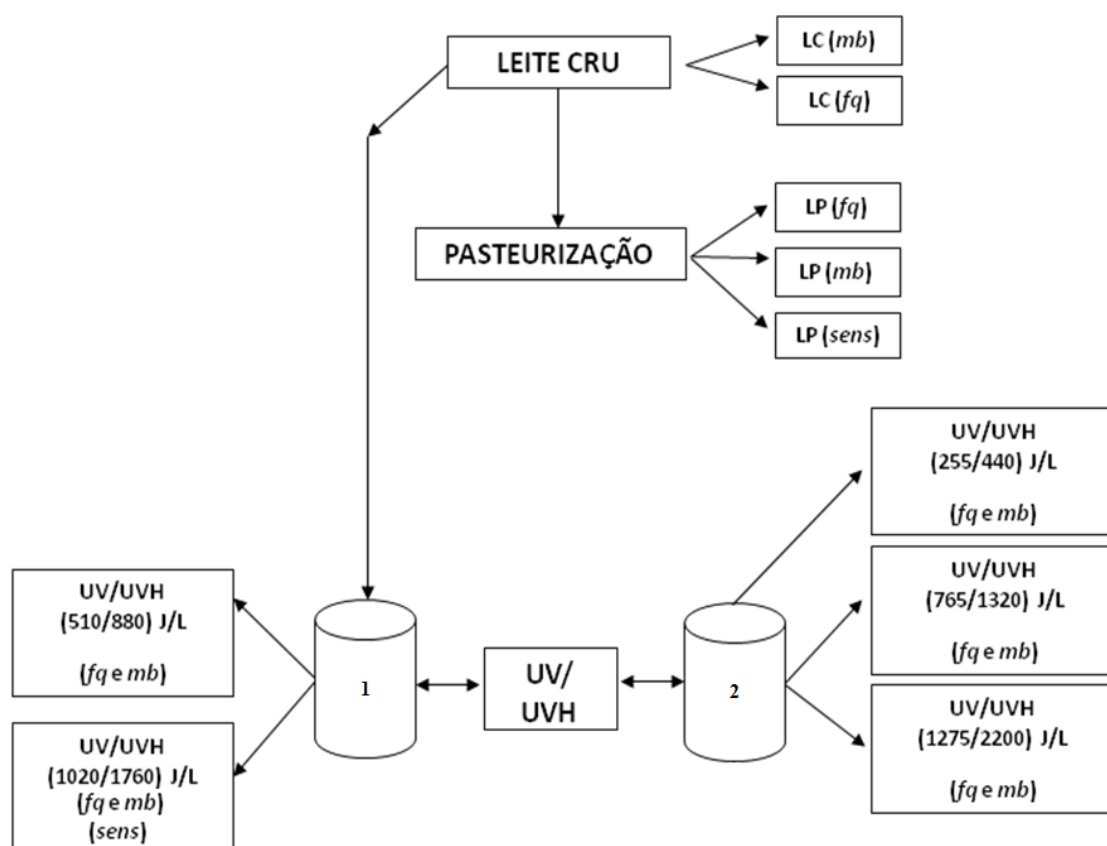 LEITE CRU
LC (mb)
LC (fq)
PASTEURIZAÇÃO
LP (fq)
LP (mb)
LP (sens)
UV/UVH
(255/440) J/L
(fq e mb)
UV/UVH
(510/880) J/L
(fq e mb)
UV/UVH
(765/1320) J/L
(fq e mb)
1
UV/
UVH
2
UV/UVH
(1020/1760) J/L
(fq e mb)
(sens)
UV/UVH
(1275/2200) J/L
(fq e mb)